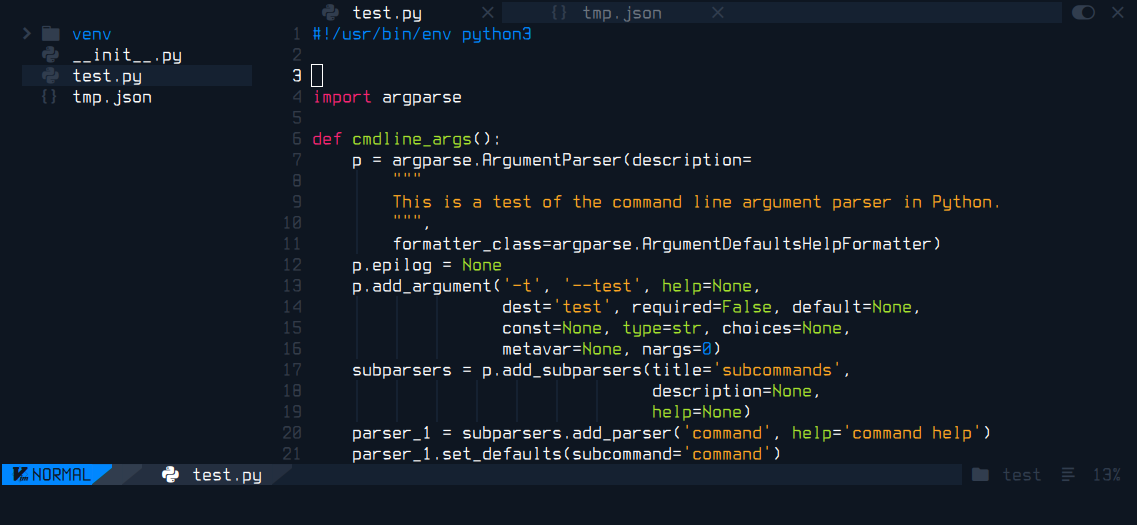 test.py tmp.json
venv
__init__.py
test.py
tmp.json
1 #!/usr/bin/env python3
2
3
4 import argparse
5
6 def cmdline_args():
7     p = argparse.ArgumentParser(description=
8         """
9         This is a test of the command line argument parser in Python.
10         """,
11         formatter_class=argparse.ArgumentDefaultsHelpFormatter)
12     p.epilog = None
13     p.add_argument('-t', '--test', help=None,
14                    dest='test', required=False, default=None,
15                    const=None, type=str, choices=None,
16                    metavar=None, nargs=0)
17     subparsers = p.add_subparsers(title='subcommands',
18                                   description=None,
19                                   help=None)
20     parser_1 = subparsers.add_parser('command', help='command help')
21     parser_1.set_defaults(subcommand='command')
NORMAL test.py test 13%